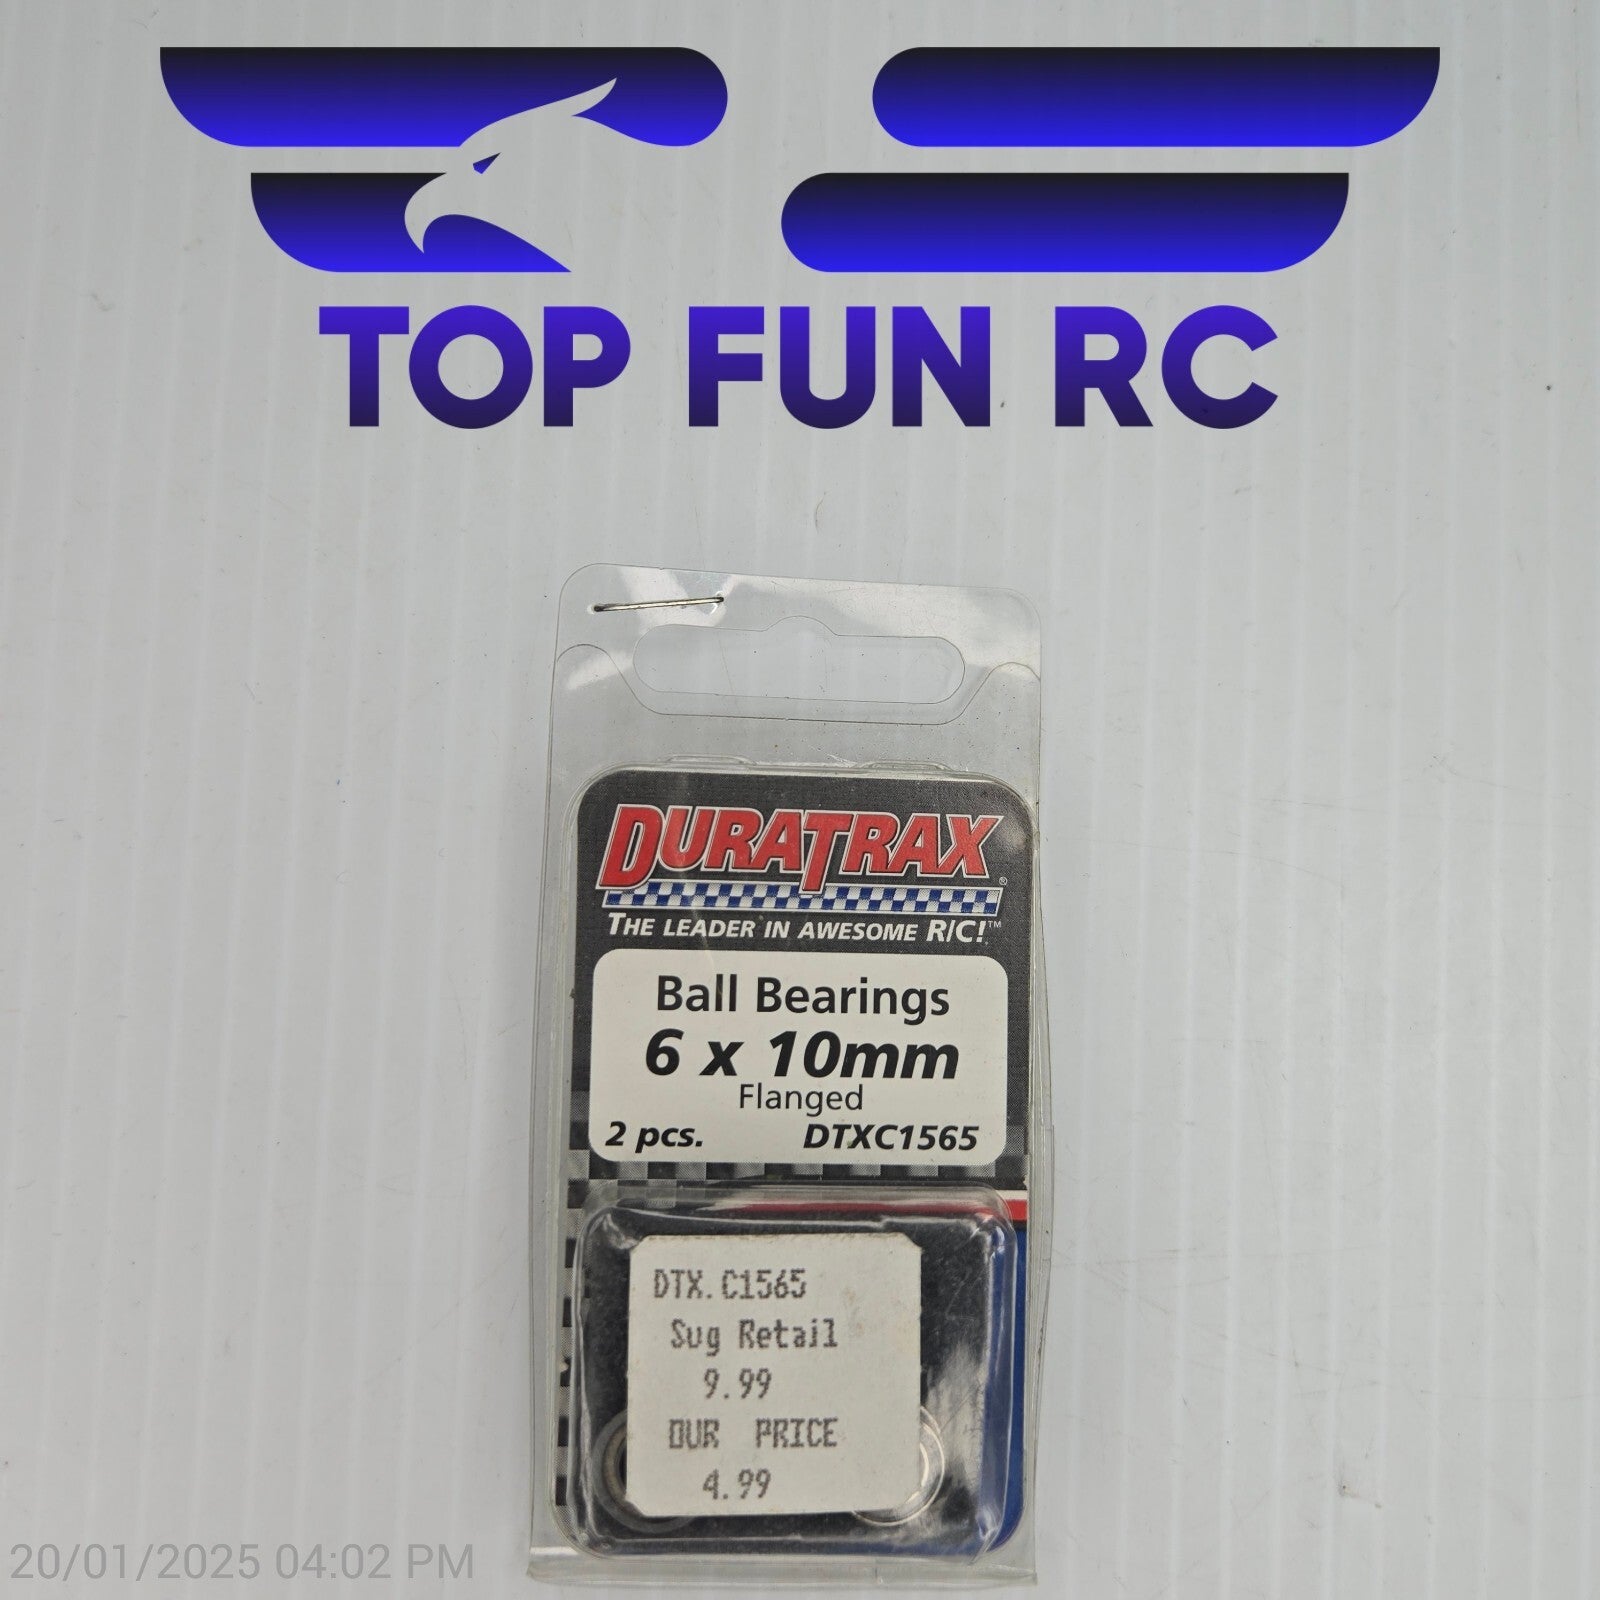 TOP FUN RC
DURATRAX®
THE LEADER IN AWESOME R/C!™
Ball Bearings
6 x 10mm
Flanged
2 pcs. DTXC1565
DTX.C1565
Sug Retail
9.99
OUR PRICE
4.99
20/01/2025 04:02 PM